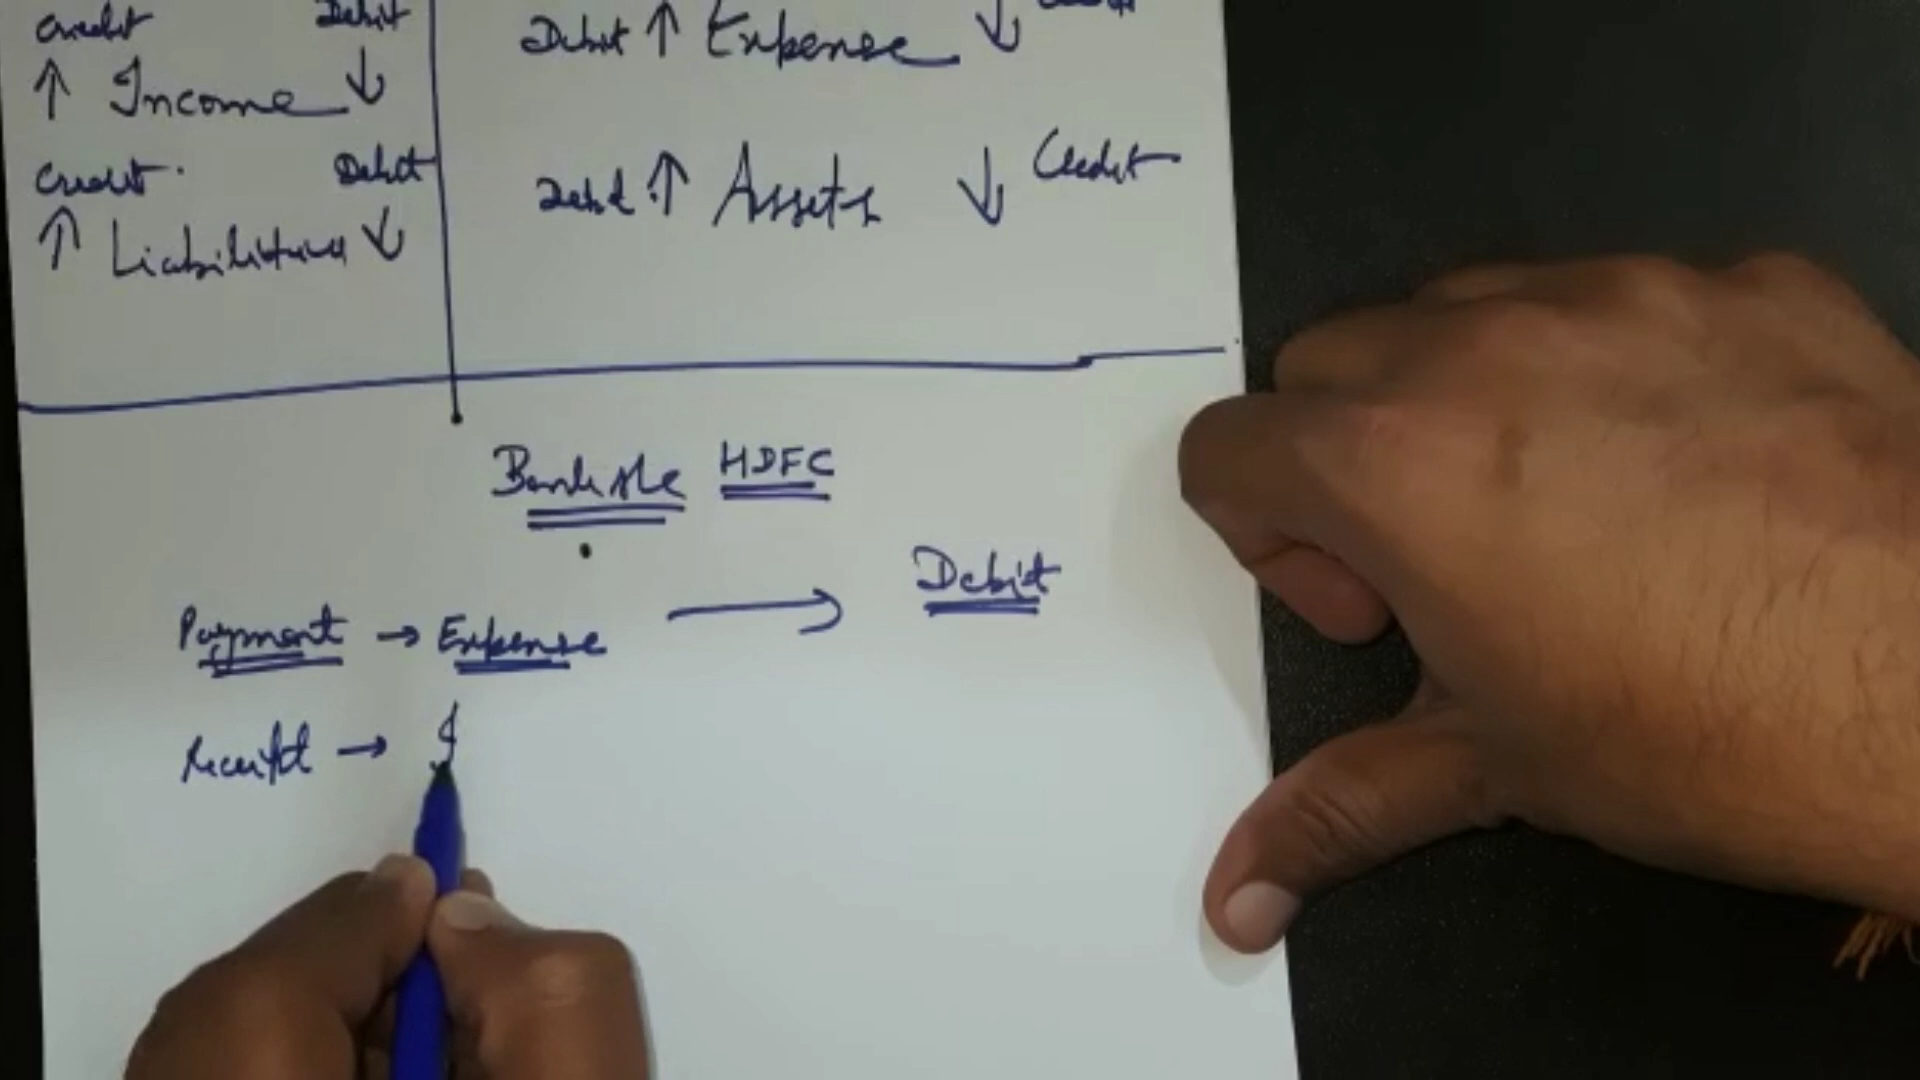 Credit Debit
↑ Income ↓
Credit Debit
↑ Liabilities ↓
Debit ↑ Expense ↓
Debit ↑ Assets ↓ Credit
Bank HDFC
Payment → Expense → Debit
Receipt → I